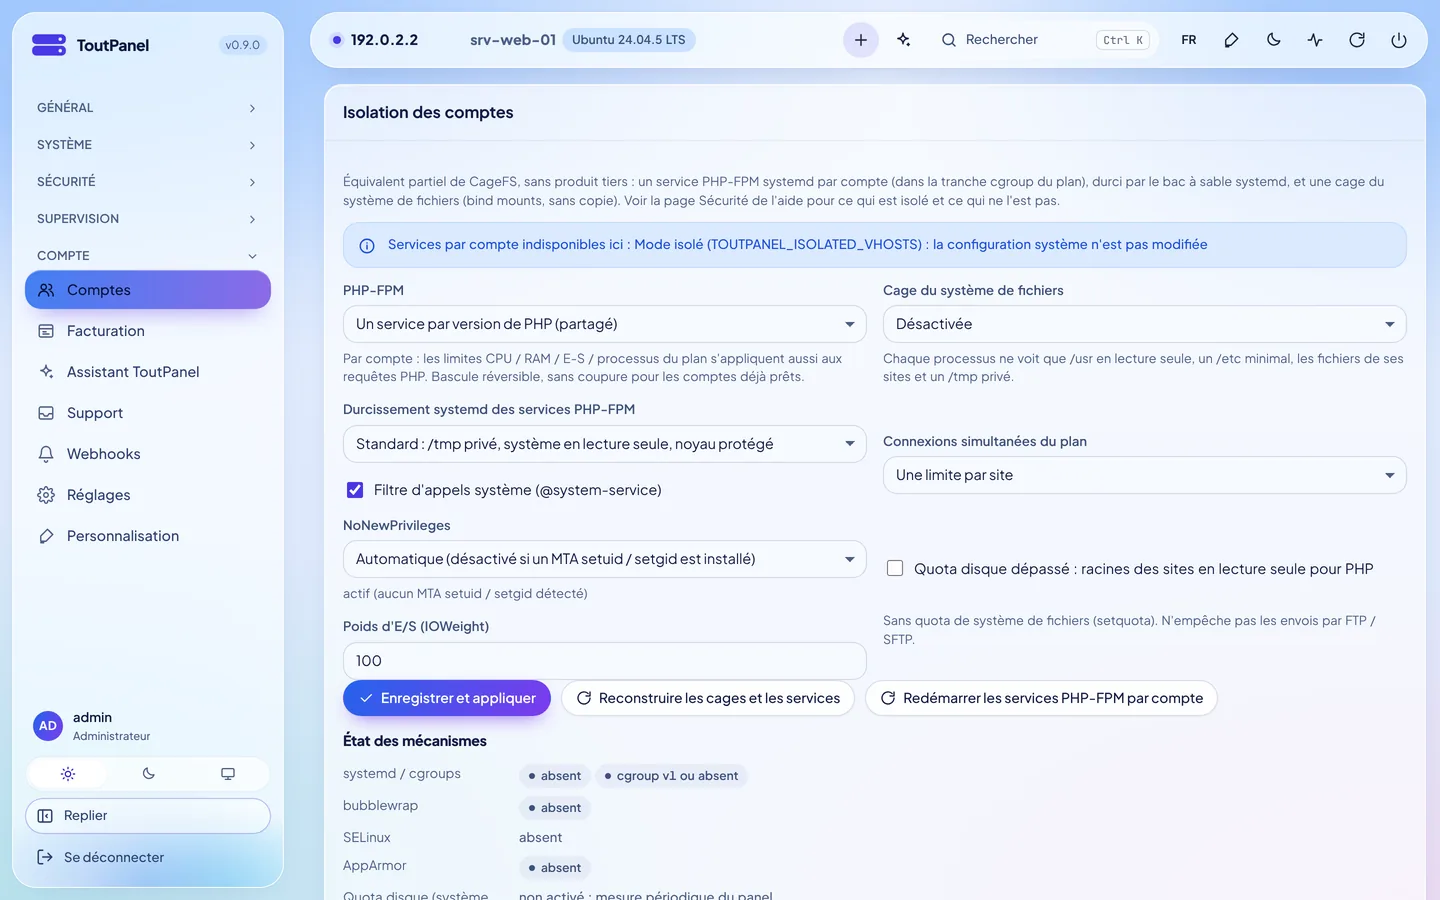 ToutPanel
v0.9.0
GÉNÉRAL
SYSTÈME
SÉCURITÉ
SUPERVISION
COMPTE
Comptes
Facturation
Assistant ToutPanel
Support
Webhooks
Réglages
Personnalisation
AD
admin
Administrateur
Replier
Se déconnecter
192.0.2.2
srv-web-01
Ubuntu 24.04.5 LTS
Rechercher
Ctrl K
FR
Isolation des comptes
Équivalent partiel de CageFS, sans produit tiers : un service PHP-FPM systemd par compte (dans la tranche cgroup du plan), durci par le bac à sable systemd, et une cage du
système de fichiers (bind mounts, sans copie). Voir la page Sécurité de l'aide pour ce qui est isolé et ce qui ne l'est pas.
Services par compte indisponibles ici : Mode isolé (TOUTPANEL_ISOLATED_VHOSTS) : la configuration système n'est pas modifiée
PHP-FPM
Un service par version de PHP (partagé)
Par compte : les limites CPU / RAM / E-S / processus du plan s'appliquent aussi aux
requêtes PHP. Bascule réversible, sans coupure pour les comptes déjà prêts.
Cage du système de fichiers
Désactivée
Chaque processus ne voit que /usr en lecture seule, un /etc minimal, les fichiers de ses
sites et un /tmp privé.
Durcissement systemd des services PHP-FPM
Standard : /tmp privé, système en lecture seule, noyau protégé
Filtre d'appels système (@system-service)
Connexions simultanées du plan
Une limite par site
NoNewPrivileges
Automatique (désactivé si un MTA setuid / setgid est installé)
actif (aucun MTA setuid / setgid détecté)
Quota disque dépassé : racines des sites en lecture seule pour PHP
Sans quota de système de fichiers (setquota). N'empêche pas les envois par FTP /
SFTP.
Poids d'E/S (IOWeight)
100
Enregistrer et appliquer
Reconstruire les cages et les services
Redémarrer les services PHP-FPM par compte
État des mécanismes
systemd / cgroups
absent
cgroup v1 ou absent
bubblewrap
absent
SELinux
absent
AppArmor
absent
Quota disque (système
non activé : mesure périodique du panel